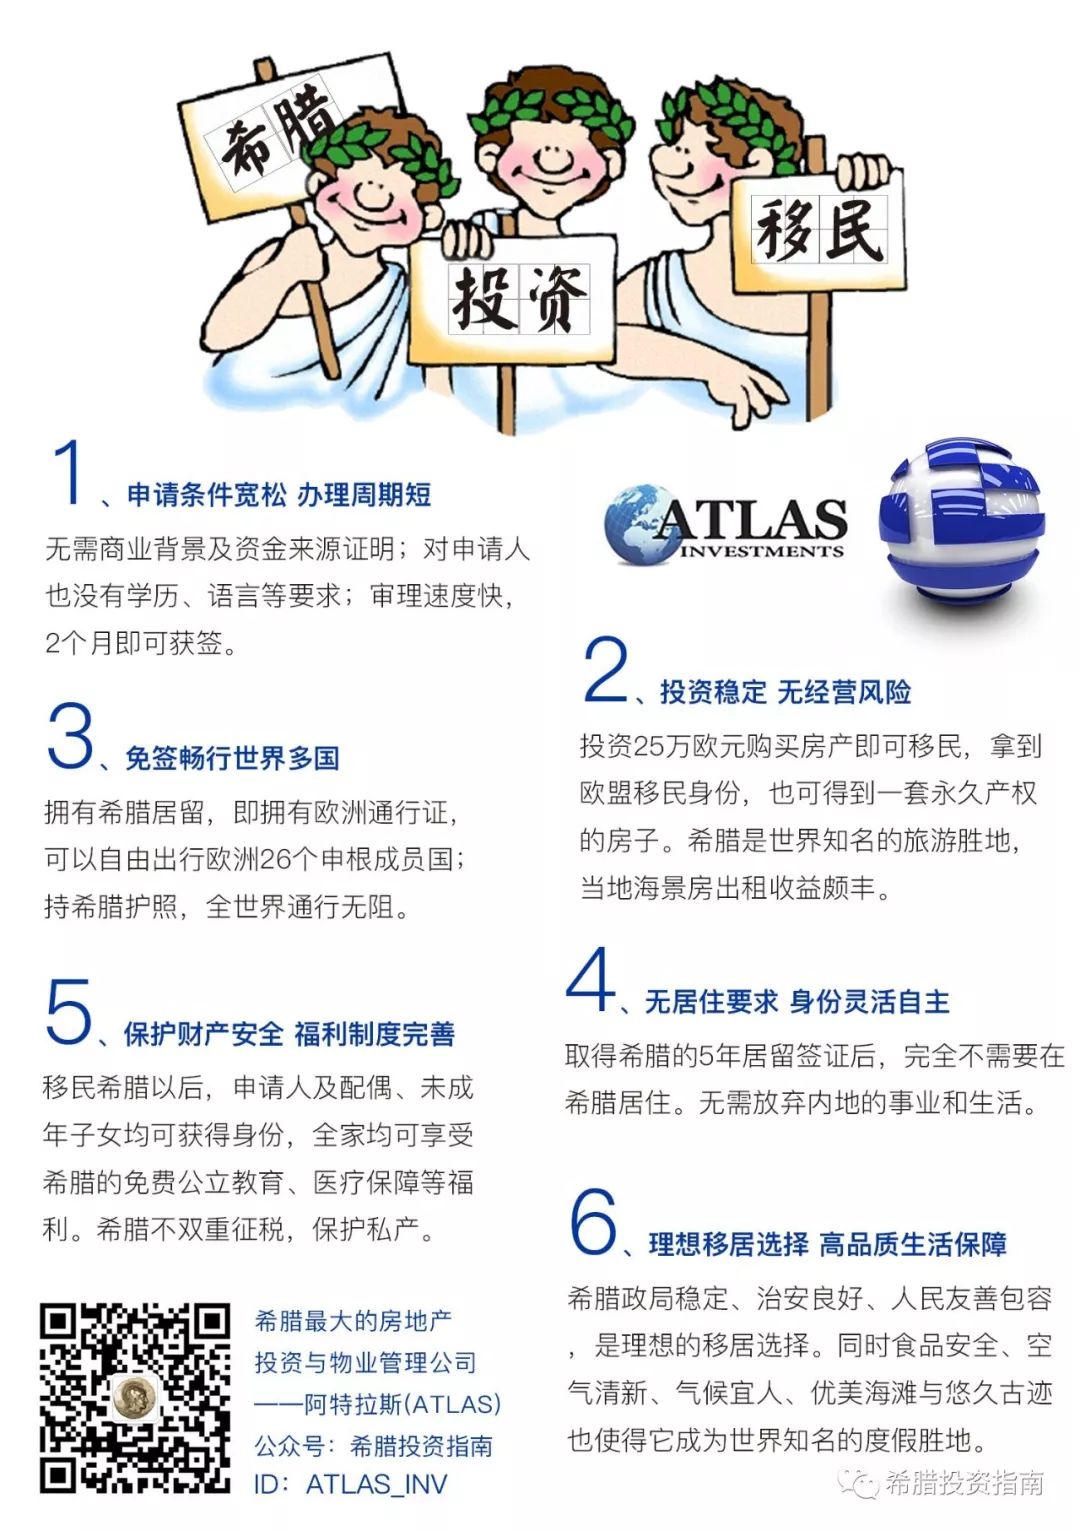 希腊
投资
移民
1、申请条件宽松 办理周期短
无需商业背景及资金来源证明；对申请人
也没有学历、语言等要求；审理速度快，
2个月即可获签。
ATLAS
INVESTMENTS
2、投资稳定 无经营风险
投资25万欧元购买房产即可移民，拿到
欧盟移民身份，也可得到一套永久产权
的房子。希腊是世界知名的旅游胜地，
当地海景房出租收益颇丰。
3、免签畅行世界多国
拥有希腊居留，即拥有欧洲通行证，
可以自由出行欧洲26个申根成员国；
持希腊护照，全世界通行无阻。
4、无居住要求 身份灵活自主
取得希腊的5年居留签证后，完全不需要在
希腊居住。无需放弃内地的事业和生活。
5、保护财产安全 福利制度完善
移民希腊以后，申请人及配偶、未成
年子女均可获得身份，全家均可享受
希腊的免费公立教育、医疗保障等福
利。希腊不双重征税，保护私产。
6、理想移居选择 高品质生活保障
希腊政局稳定、治安良好、人民友善包容
，是理想的移居选择。同时食品安全、空
气清新、气候宜人、优美海滩与悠久古迹
也使得它成为世界知名的度假胜地。
希腊最大的房地产
投资与物业管理公司
——阿特拉斯(ATLAS)
公众号：希腊投资指南
ID：ATLAS_INV
希腊投资指南